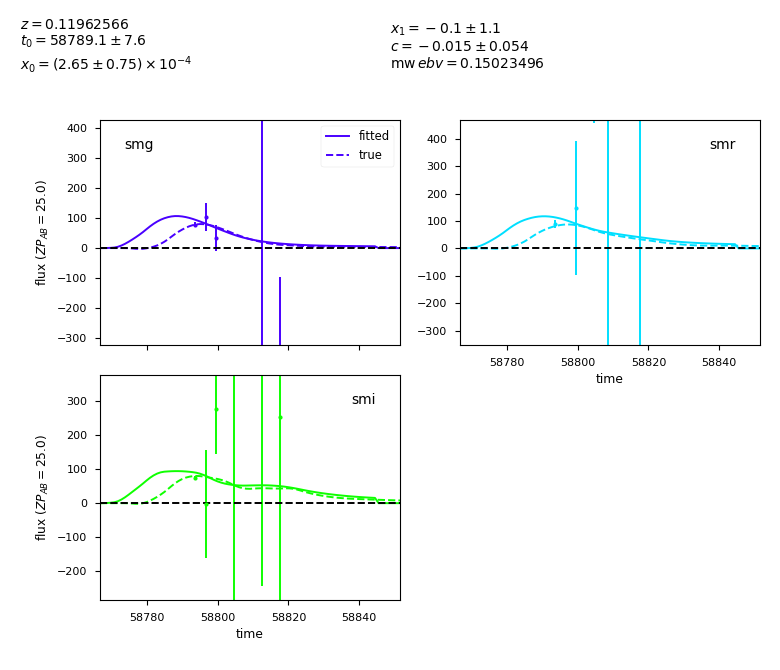 z = 0.11962566
t₀ = 58789.1 ± 7.6
x₀ = (2.65 ± 0.75) × 10⁻⁴
x₁ = −0.1 ± 1.1
c = −0.015 ± 0.054
mw ebv = 0.15023496
smg
fitted
true
400
300
200
100
0
−100
−200
−300
flux (ZP_AB = 25.0)
smr
400
300
200
100
0
−100
−200
−300
58780 58800 58820 58840
time
smi
300
200
100
0
−100
−200
flux (ZP_AB = 25.0)
58780 58800 58820 58840
time